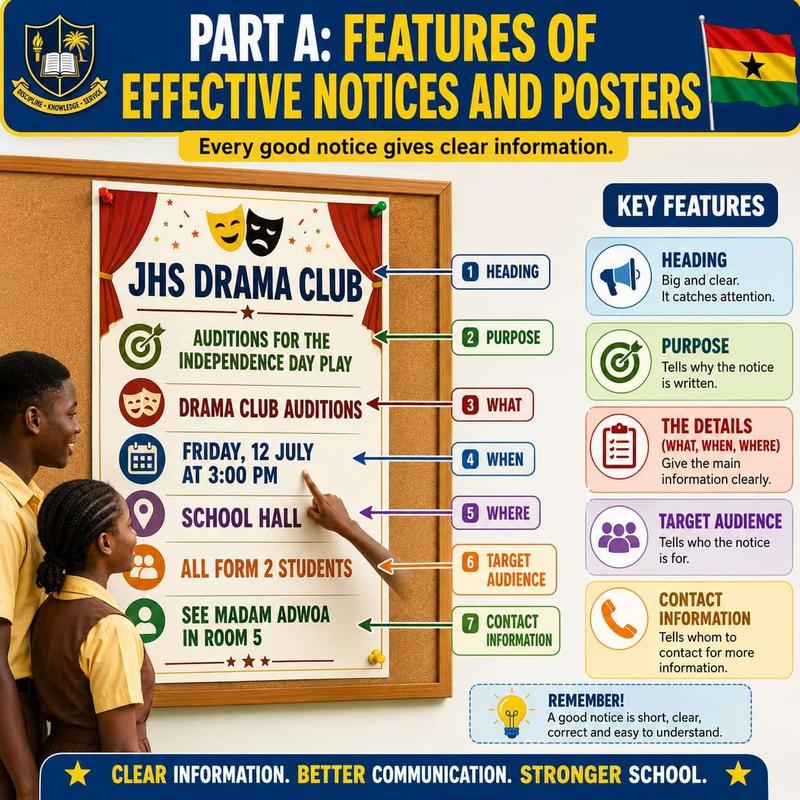 PART A: FEATURES OF
EFFECTIVE NOTICES AND POSTERS
DISCIPLINE • KNOWLEDGE • SERVICE
Every good notice gives clear information.
JHS DRAMA CLUB
AUDITIONS FOR THE
INDEPENDENCE DAY PLAY
DRAMA CLUB AUDITIONS
FRIDAY, 12 JULY
AT 3:00 PM
SCHOOL HALL
ALL FORM 2 STUDENTS
SEE MADAM ADWOA
IN ROOM 5
1 HEADING
2 PURPOSE
3 WHAT
4 WHEN
5 WHERE
6 TARGET
AUDIENCE
7 CONTACT
INFORMATION
KEY FEATURES
HEADING
Big and clear.
It catches attention.
PURPOSE
Tells why the notice
is written.
THE DETAILS
(WHAT, WHEN, WHERE)
Give the main
information clearly.
TARGET AUDIENCE
Tells who the notice
is for.
CONTACT
INFORMATION
Tells whom to
contact for more
information.
REMEMBER!
A good notice is short, clear,
correct and easy to understand.
CLEAR INFORMATION. BETTER COMMUNICATION. STRONGER SCHOOL.